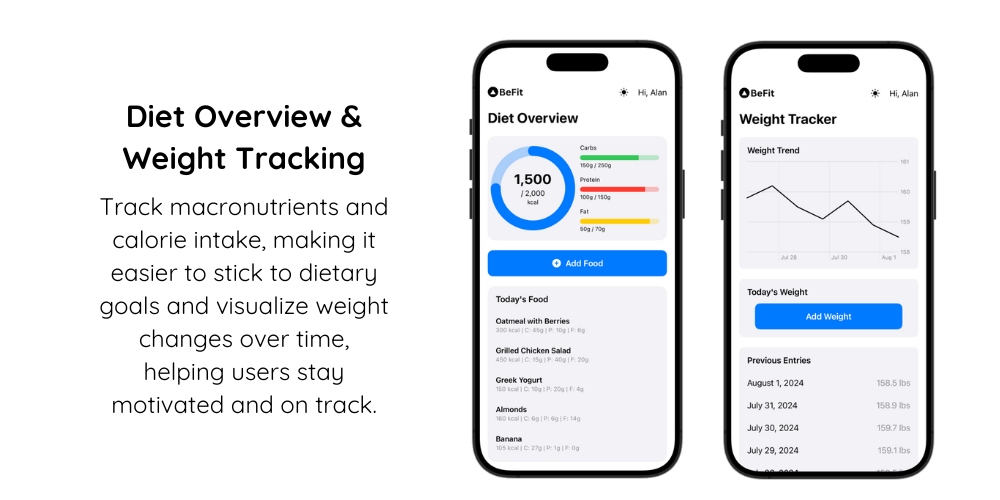 Diet Overview &
Weight Tracking
Track macronutrients and
calorie intake, making it
easier to stick to dietary
goals and visualize weight
changes over time,
helping users stay
motivated and on track.
BeFit
Hi, Alan
Diet Overview
1,500
/ 2,000
kcal
Carbs
150g / 250g
Protein
100g / 150g
Fat
50g / 70g
Add Food
Today's Food
Oatmeal with Berries
300 kcal | C: 45g | P: 10g | F: 6g
Grilled Chicken Salad
450 kcal | C: 15g | P: 40g | F: 20g
Greek Yogurt
150 kcal | C: 10g | P: 20g | F: 4g
Almonds
160 kcal | C: 6g | P: 6g | F: 14g
Banana
105 kcal | C: 27g | P: 1g | F: 0g
BeFit
Hi, Alan
Weight Tracker
Weight Trend
161
160
159
158
Jul 28
Jul 30
Aug 1
Today's Weight
Add Weight
Previous Entries
August 1, 2024 158.5 lbs
July 31, 2024 158.9 lbs
July 30, 2024 159.7 lbs
July 29, 2024 159.1 lbs